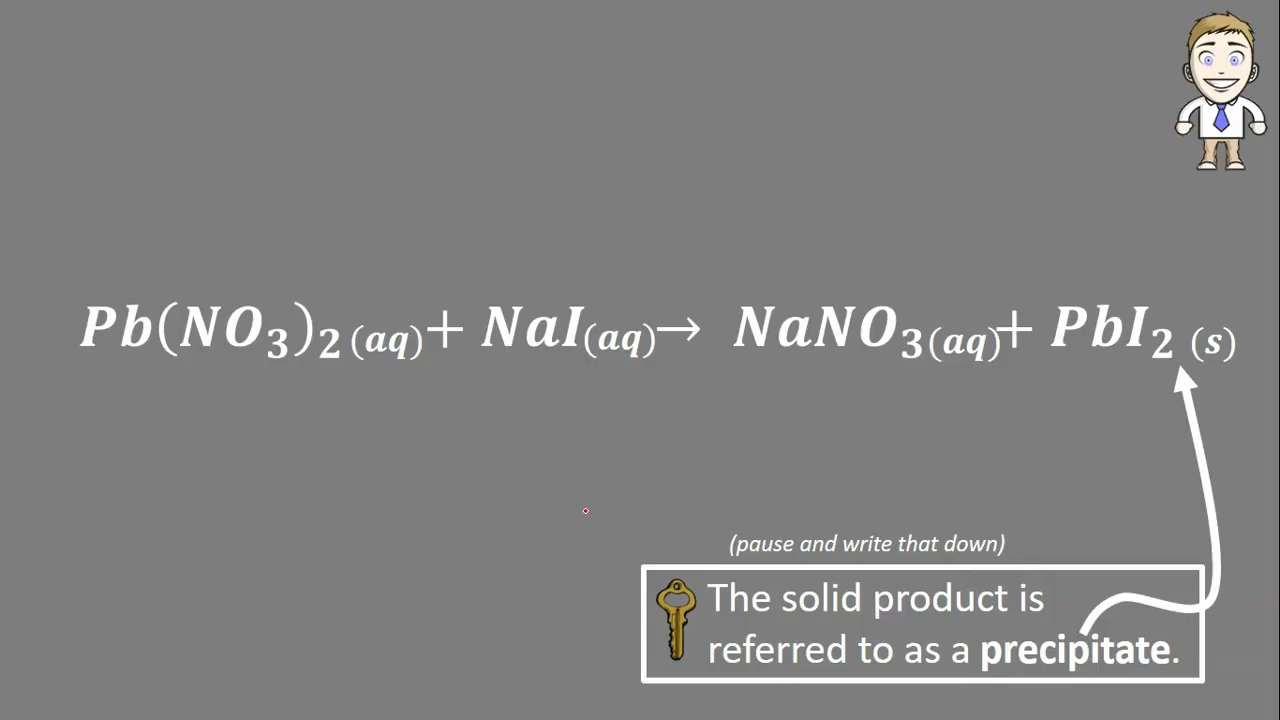 Pb(NO₃)₂ (aq) + NaI(aq) → NaNO₃(aq) + PbI₂ (s)
(pause and write that down)
The solid product is
referred to as a precipitate.